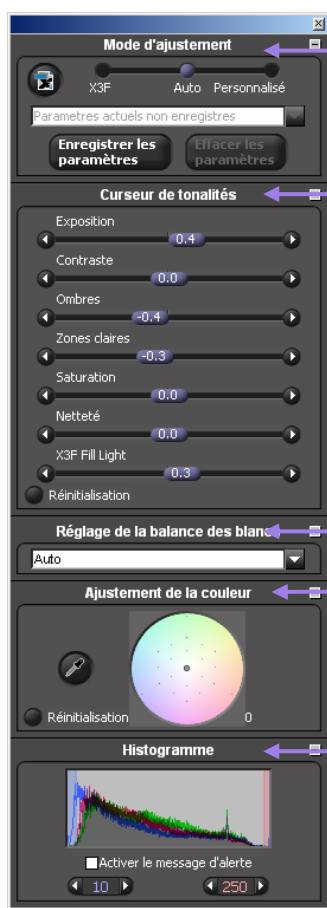 Mode d'ajustement
X3F Auto Personnalisé
Parametres actuels non enregistres
Enregistrer les paramètres
Effacer les paramètres
Curseur de tonalités
Exposition
0.4
Contraste
0.0
Ombres
-0.4
Zones claires
-0.3
Saturation
0.0
Netteté
0.0
X3F Fill Light
0.3
Réinitialisation
Réglage de la balance des blanc
Auto
Ajustement de la couleur
Réinitialisation 0
Histogramme
Activer le message d'alerte
10 250